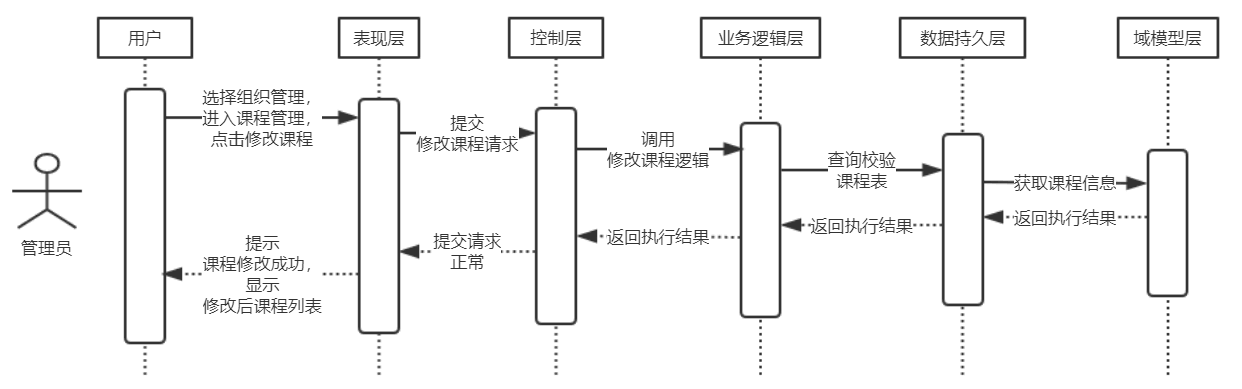 用户
表现层
控制层
业务逻辑层
数据持久层
域模型层
选择组织管理，
进入课程管理，
点击修改课程
提交
修改课程请求
调用
修改课程逻辑
查询校验
课程表
获取课程信息
返回执行结果
返回执行结果
返回执行结果
提交请求
正常
提示
课程修改成功，
显示
修改后课程列表
管理员